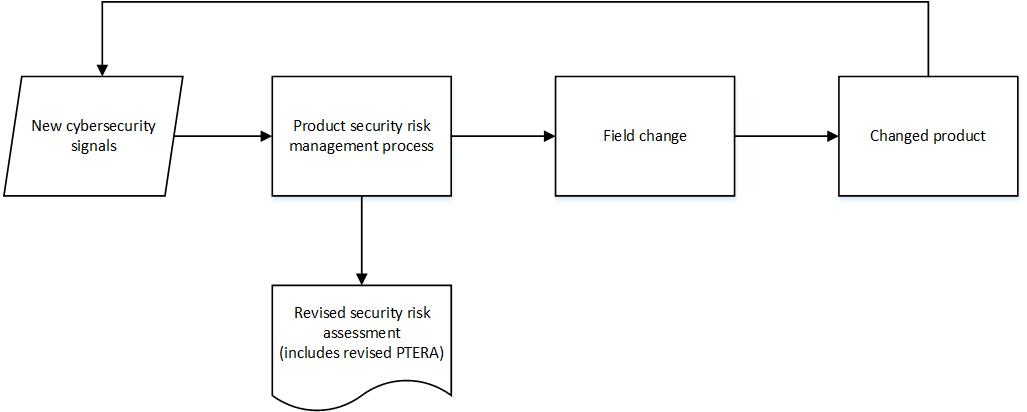 New cybersecurity
signals
Product security risk
management process
Field change
Changed product
Revised security risk
assessment
(includes revised PTERA)